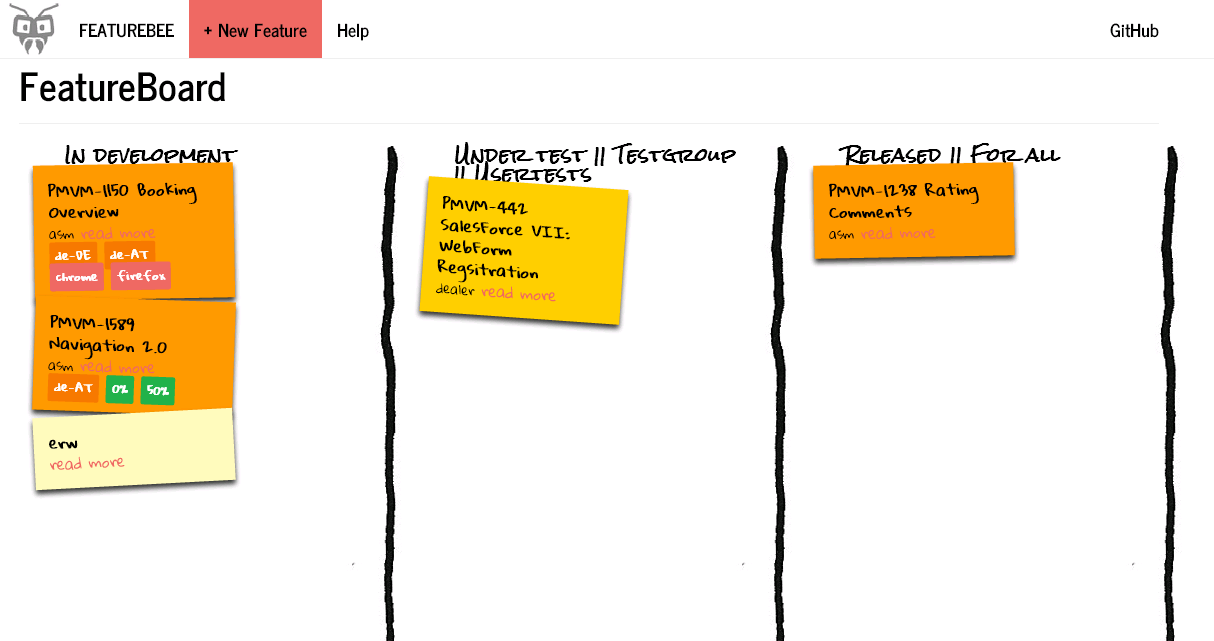 FEATUREBEE
+ New Feature
Help
GitHub
FeatureBoard
In development
PMVM-1150 Booking
Overview
asm read more
de-DE de-AT
chrome firefox
PMVM-1589
Navigation 2.0
asm read more
de-AT 0% 50%
erw
read more
Under test || Testgroup
|| Usertests
PMVM-442
SalesForce VII:
WebForm
Regsitration
dealer read more
Released || For all
PMVM-1238 Rating
Comments
asm read more